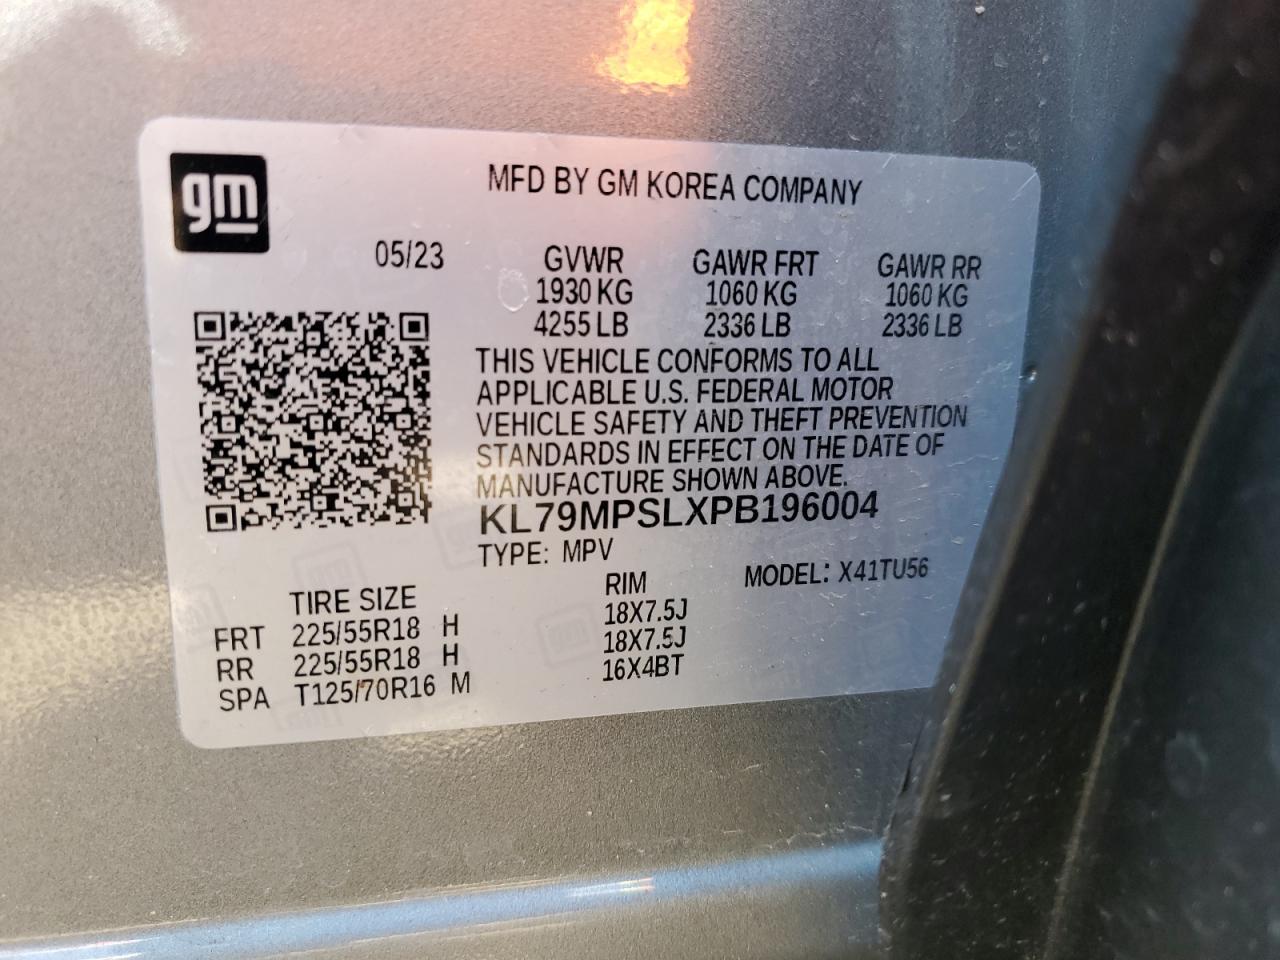 gm
MFD BY GM KOREA COMPANY
05/23
GVWR GAWR FRT GAWR RR
1930 KG 1060 KG 1060 KG
4255 LB 2336 LB 2336 LB
THIS VEHICLE CONFORMS TO ALL
APPLICABLE U.S. FEDERAL MOTOR
VEHICLE SAFETY AND THEFT PREVENTION
STANDARDS IN EFFECT ON THE DATE OF
MANUFACTURE SHOWN ABOVE.
KL79MPSLXPB196004
TYPE: MPV MODEL: X41TU56
TIRE SIZE RIM
FRT 225/55R18 H 18X7.5J
RR 225/55R18 H 18X7.5J
SPA T125/70R16 M 16X4BT